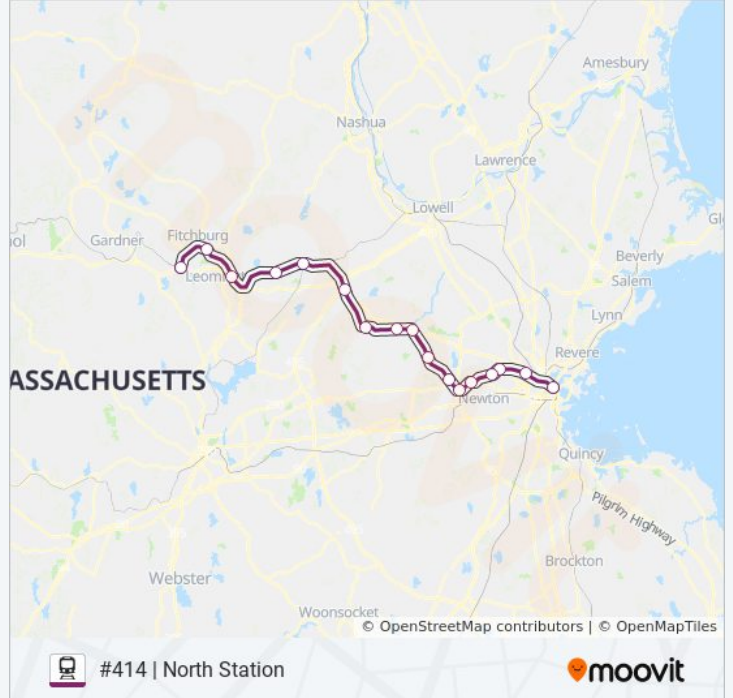 Amesbury
Nashua
Lawrence
Lowell
Gl
Fitchburg
iol
Gardner
Beverly
Leom
Salem
Lynn
Revere
ASSACHUSETTS
Newton
Quincy
Pilgrim Highway
Brockton
Webster
Woonsocket
© OpenStreetMap contributors | © OpenMapTiles
#414 | North Station
moovit